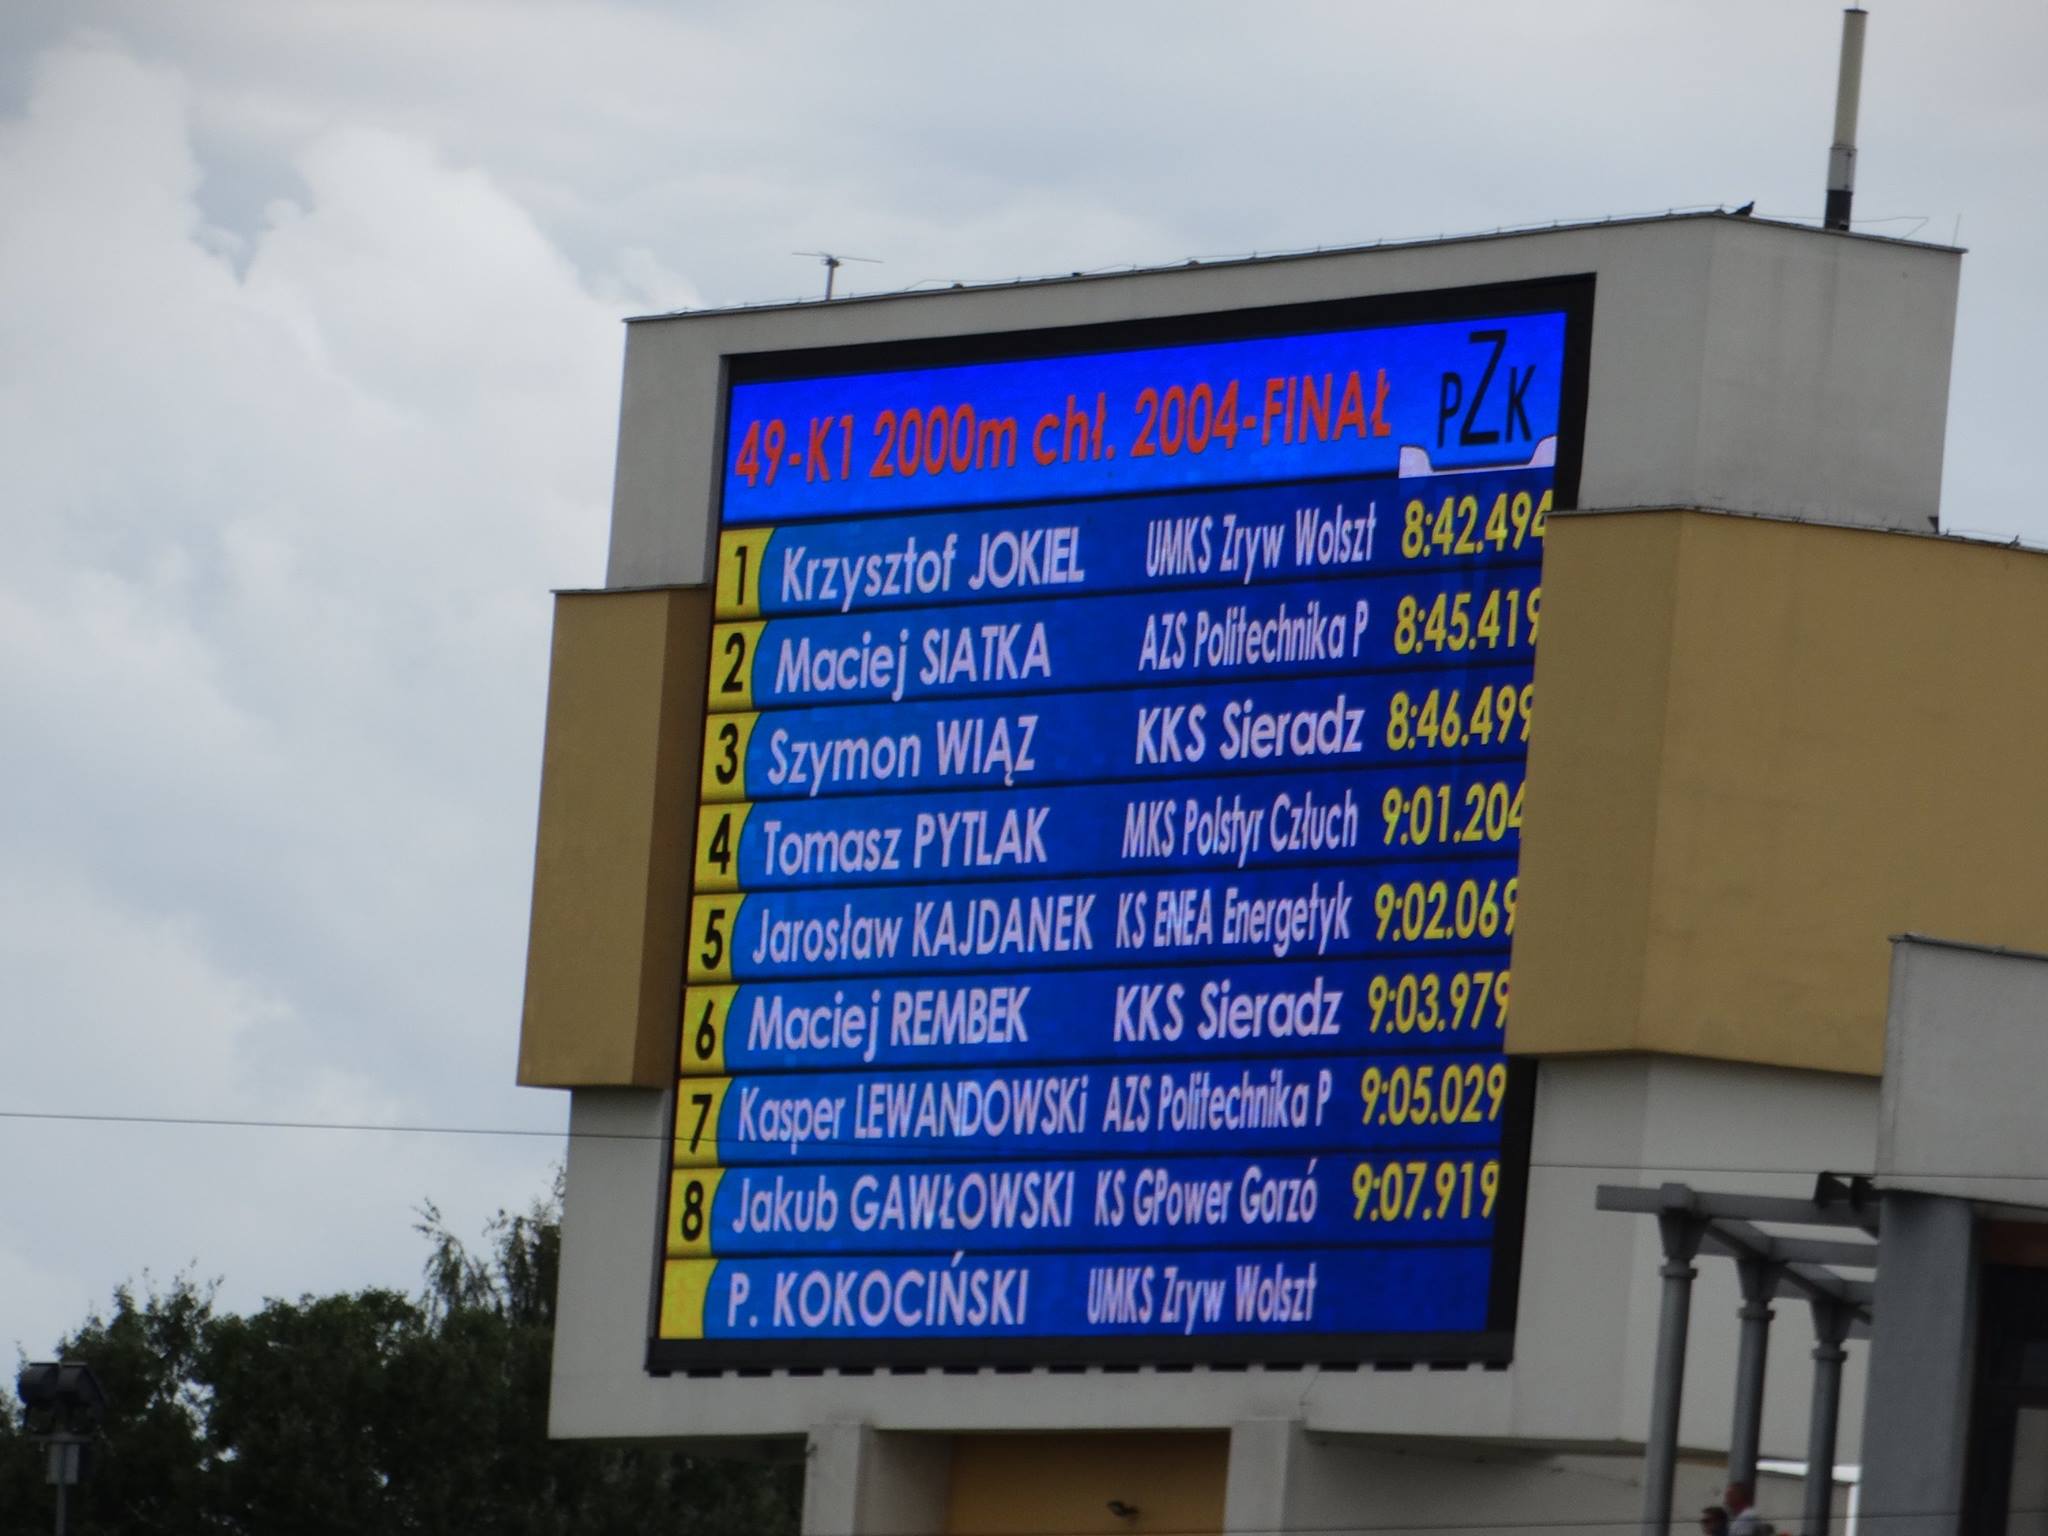 49-K1 2000m chł. 2004-FINAŁ PZK
1 Krzysztof JOKIEL UMKS Zryw Wolszt 8:42.494
2 Maciej SIATKA AZS Politechnika P 8:45.419
3 Szymon WIĄZ KKS Sieradz 8:46.499
4 Tomasz PYTLAK MKS Polstyr Człuch 9:01.204
5 Jarosław KAJDANEK KS ENEA Energetyk 9:02.069
6 Maciej REMBEK KKS Sieradz 9:03.979
7 Kasper LEWANDOWSKi AZS Politechnika P 9:05.029
8 Jakub GAWŁOWSKI KS GPower Gorzó 9:07.919
P. KOKOCIŃSKI UMKS Zryw Wolszt